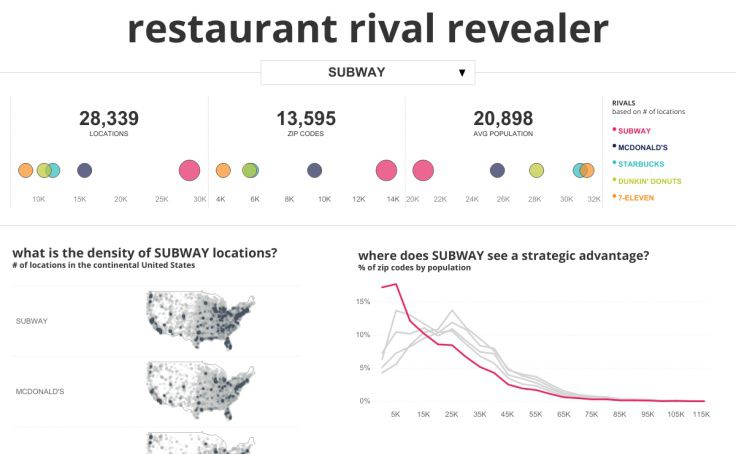 restaurant rival revealer
SUBWAY ▼
28,339
LOCATIONS
10K 15K 20K 25K 30K
13,595
ZIP CODES
4K 6K 8K 10K 12K 14K
20,898
AVG POPULATION
20K 22K 24K 26K 28K 30K 32K
RIVALS
based on # of locations
SUBWAY
MCDONALD'S
STARBUCKS
DUNKIN' DONUTS
7-ELEVEN
what is the density of SUBWAY locations?
# of locations in the continental United States
SUBWAY
MCDONALD'S
where does SUBWAY see a strategic advantage?
% of zip codes by population
15%
10%
5%
0%
5K 15K 25K 35K 45K 55K 65K 75K 85K 95K 105K 115K